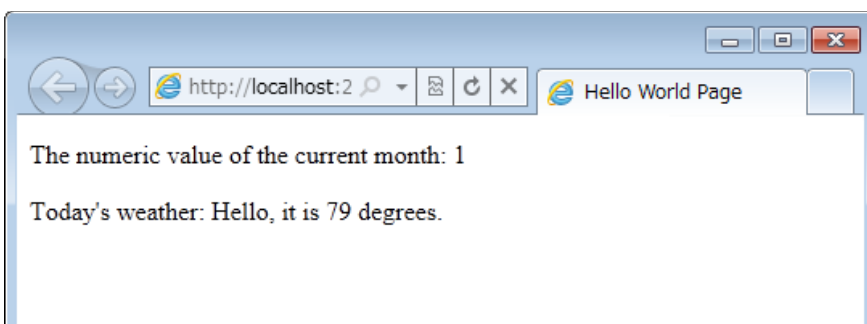 http://localhost:2
Hello World Page
The numeric value of the current month: 1
Today's weather: Hello, it is 79 degrees.